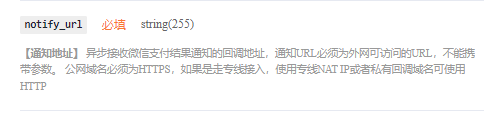 notify_url 必填 string(255)
【通知地址】 异步接收微信支付结果通知的回调地址，通知URL必须为外网可访问的URL，不能携
带参数。 公网域名必须为HTTPS，如果是走专线接入，使用专线NAT IP或者私有回调域名可使用
HTTP